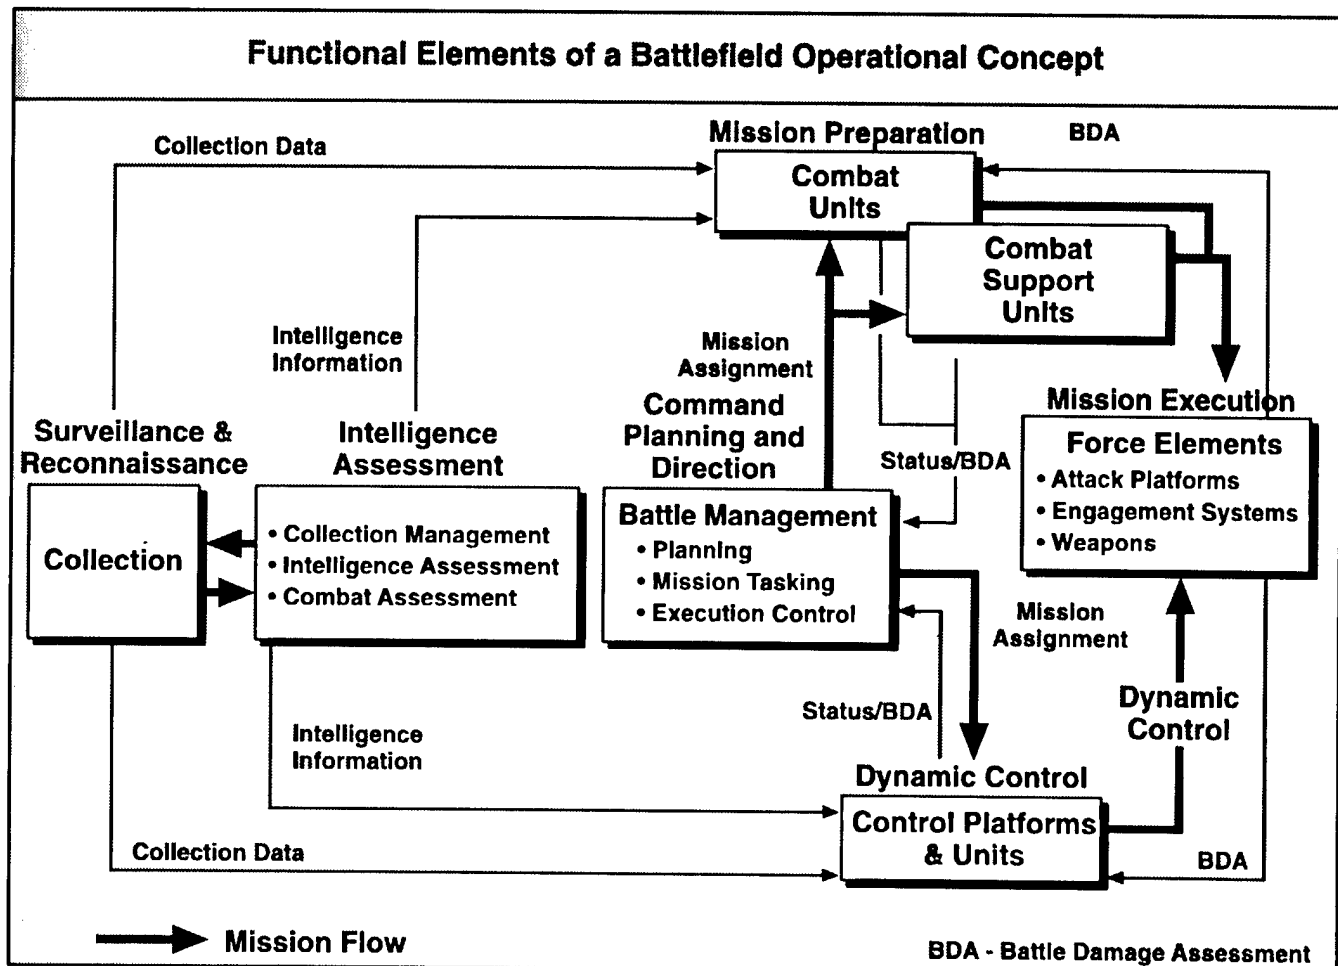 Functional Elements of a Battlefield Operational Concept
Collection Data
Mission Preparation
BDA
Combat
Units
Combat
Support
Units
Intelligence
Information
Mission
Assignment
Mission Execution
Surveillance &
Reconnaissance
Intelligence
Assessment
Command
Planning and
Direction
Status/BDA
Force Elements
• Attack Platforms
• Engagement Systems
• Weapons
Collection
• Collection Management
• Intelligence Assessment
• Combat Assessment
Battle Management
• Planning
• Mission Tasking
• Execution Control
Mission
Assignment
Status/BDA
Dynamic
Control
Intelligence
Information
Dynamic Control
Control Platforms
& Units
Collection Data
BDA
Mission Flow
BDA - Battle Damage Assessment